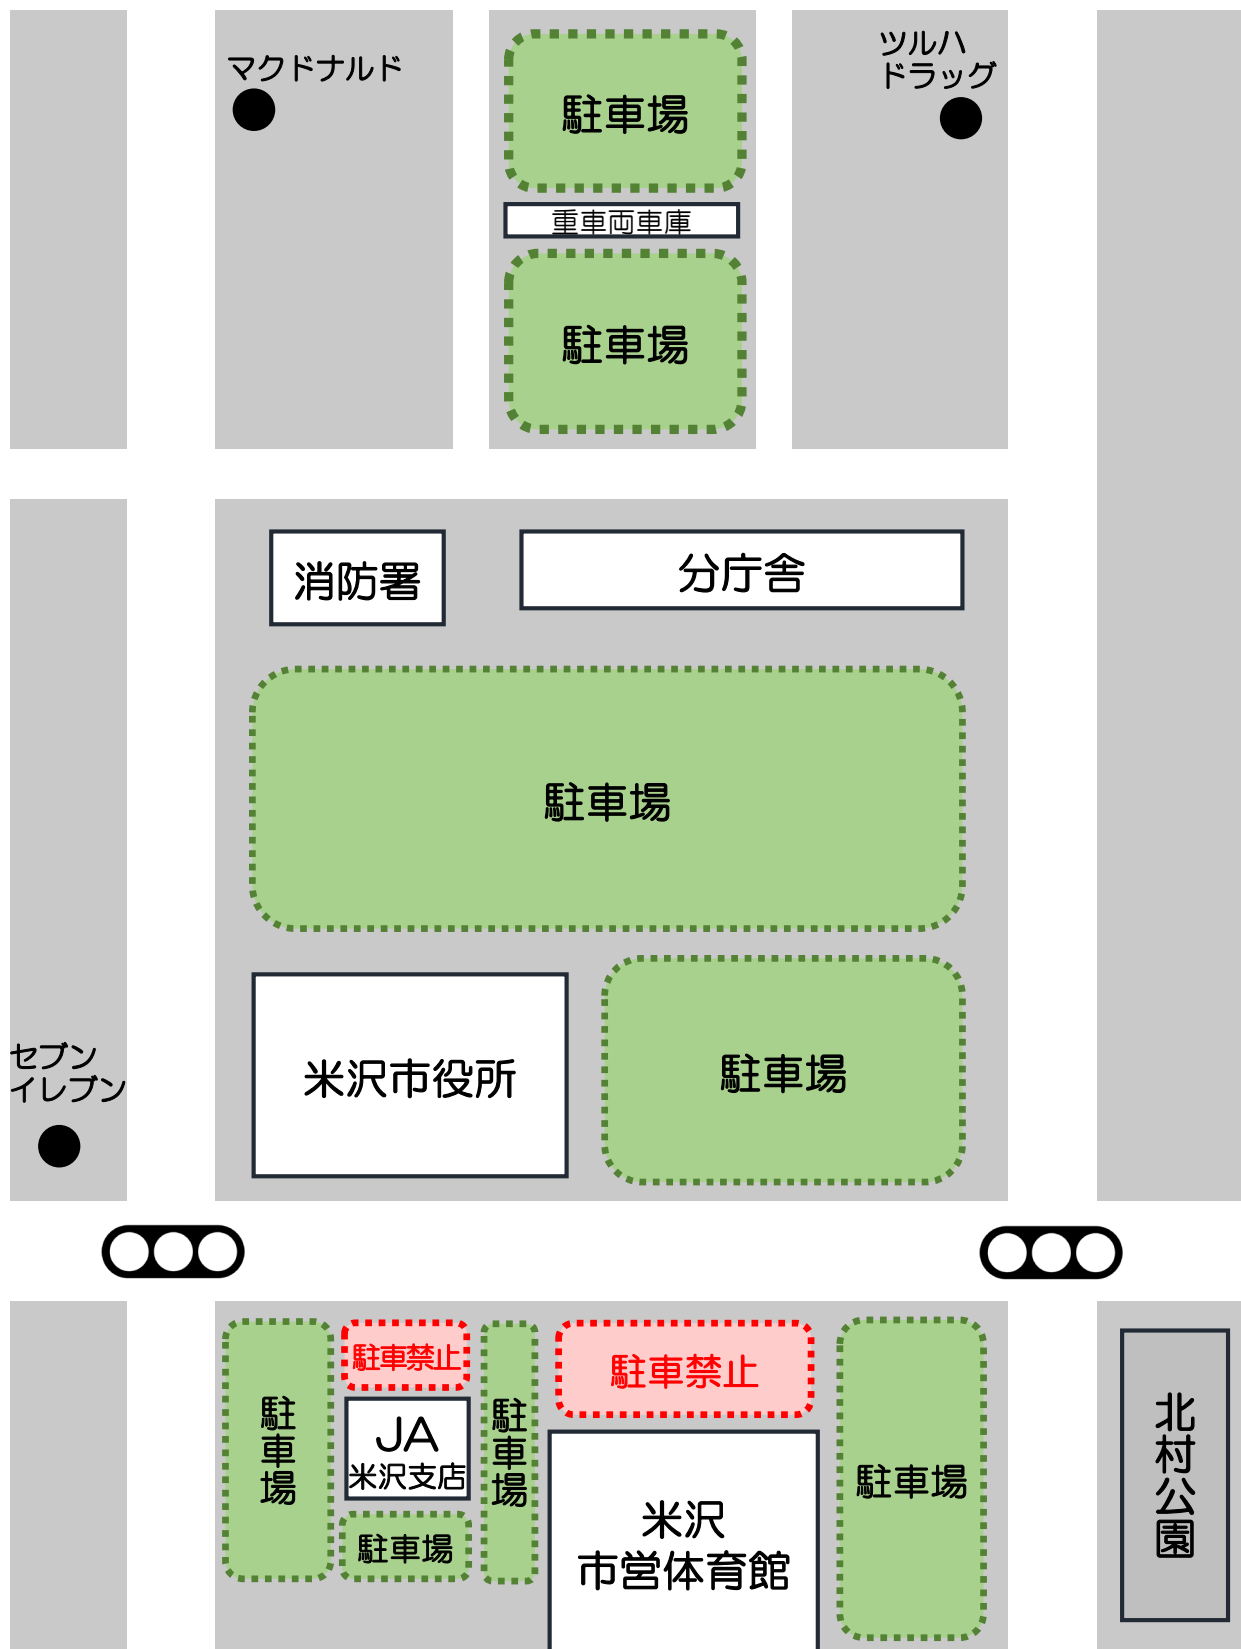 マクドナルド
ツルハ
ドラッグ
駐車場
重車両車庫
駐車場
消防署
分庁舎
駐車場
米沢市役所
駐車場
セブン
イレブン
駐車場
駐車禁止
JA
米沢支店
駐車場
駐車場
駐車禁止
米沢
市営体育館
駐車場
北村公園